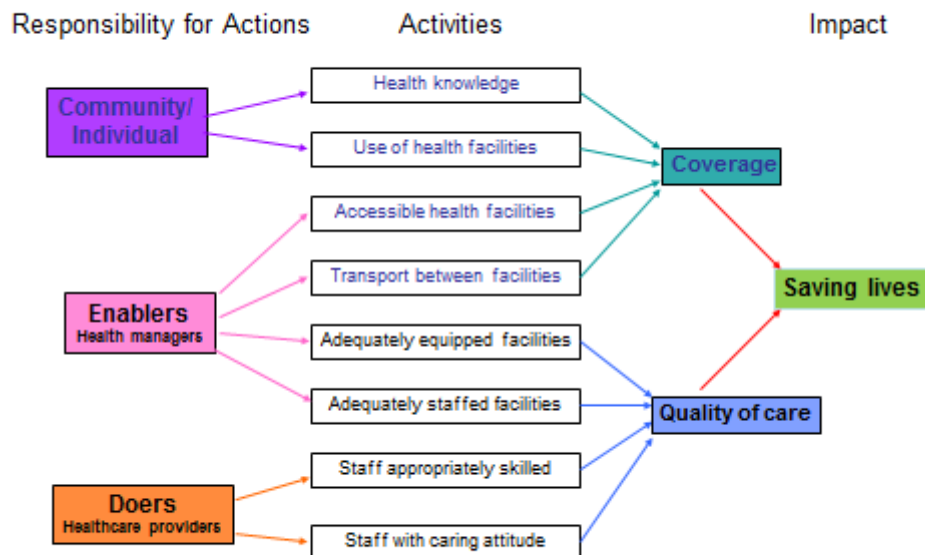 Responsibility for Actions
Activities
Impact
Community/
Individual
Health knowledge
Use of health facilities
Coverage
Accessible health facilities
Transport between facilities
Saving lives
Enablers
Health managers
Adequately equipped facilities
Adequately staffed facilities
Quality of care
Staff appropriately skilled
Doers
Healthcare providers
Staff with caring attitude